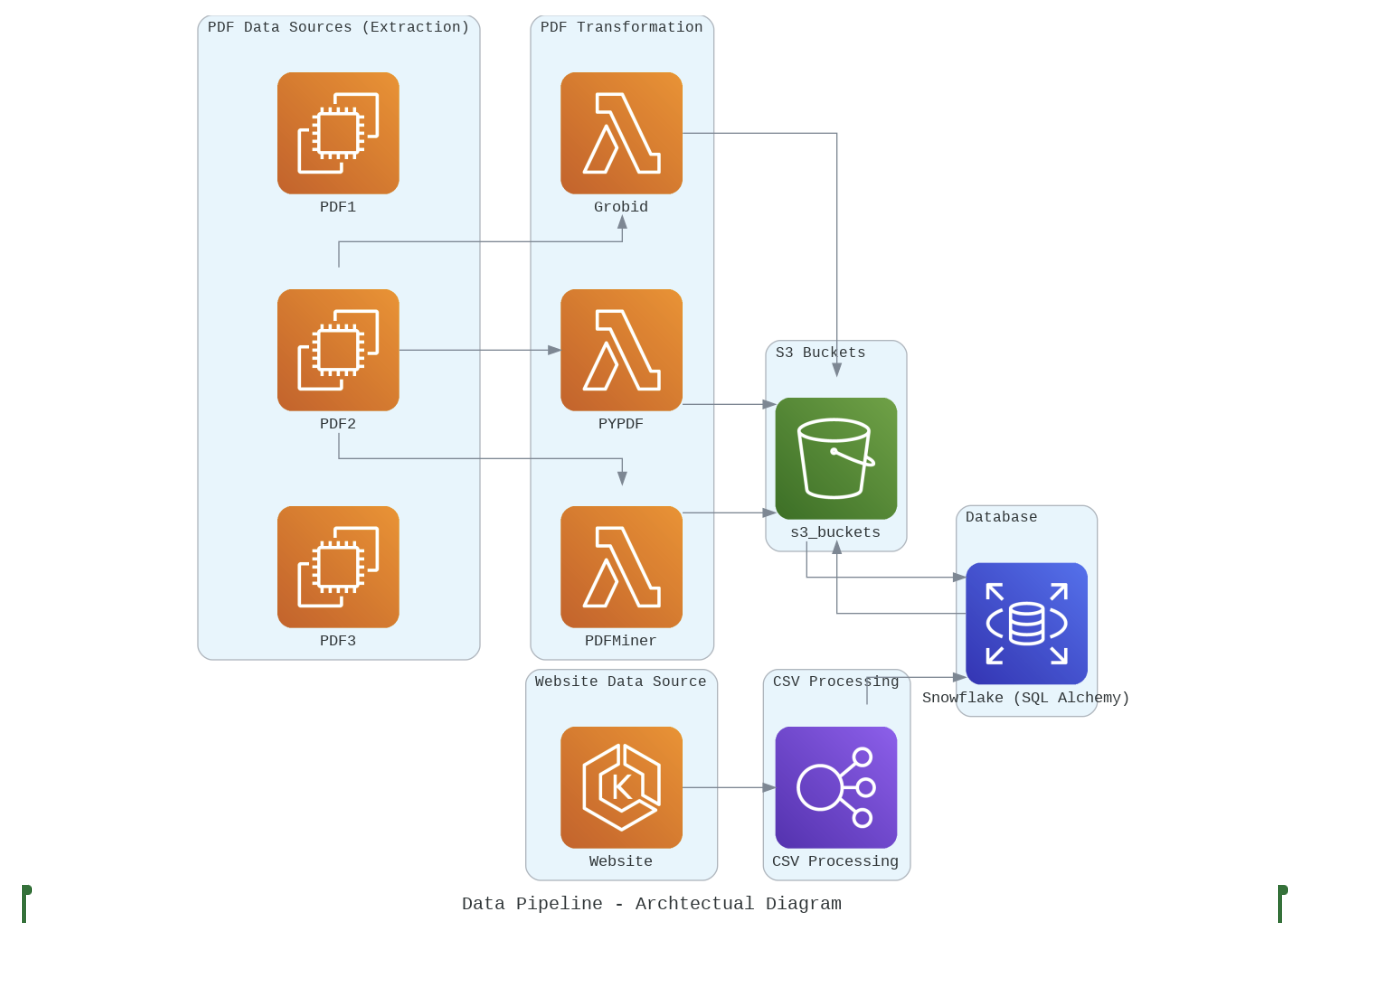 PDF Data Sources (Extraction)
PDF Transformation
PDF1
Grobid
PDF2
PYPDF
S3 Buckets
s3_buckets
Database
PDF3
PDFMiner
Snowflake (SQL Alchemy)
Website Data Source
CSV Processing
K
Website
CSV Processing
Data Pipeline - Archtectual Diagram